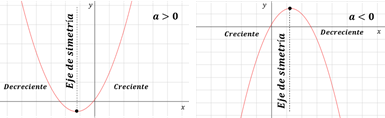 y
a > 0
Eje de simetría
Decreciente
Creciente
x
y
a < 0
Creciente
x
Eje de simetría
Decreciente